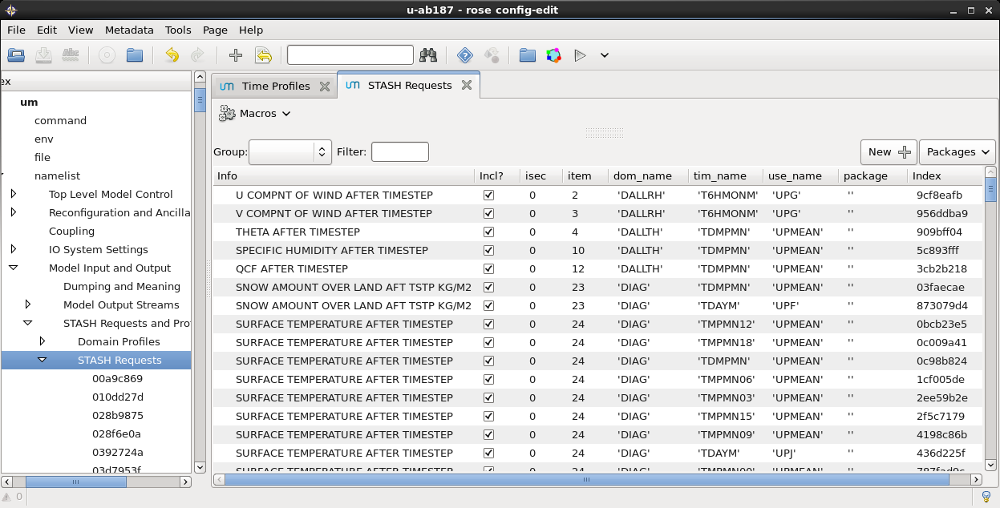 u-ab187 - rose config-edit
File Edit View Metadata Tools Page Help
Time Profiles STASH Requests
Macros
Group: Filter: New Packages
ex
um
command
env
file
namelist
Top Level Model Control
Reconfiguration and Ancilla
Coupling
IO System Settings
Model Input and Output
Dumping and Meaning
Model Output Streams
STASH Requests and Pro
Domain Profiles
STASH Requests
00a9c869
010dd27d
028b9875
028f6e0a
0392724a
03d7953f
Info Incl? isec item dom_name tim_name use_name package Index
U COMPNT OF WIND AFTER TIMESTEP 0 2 'DALLRH' 'T6HMONM' 'UPG' '' 9cf8eafb
V COMPNT OF WIND AFTER TIMESTEP 0 3 'DALLRH' 'T6HMONM' 'UPG' '' 956ddba9
THETA AFTER TIMESTEP 0 4 'DALLTH' 'TDMPMN' 'UPMEAN' '' 909bff04
SPECIFIC HUMIDITY AFTER TIMESTEP 0 10 'DALLTH' 'TDMPMN' 'UPMEAN' '' 5c893fff
QCF AFTER TIMESTEP 0 12 'DALLTH' 'TDMPMN' 'UPMEAN' '' 3cb2b218
SNOW AMOUNT OVER LAND AFT TSTP KG/M2 0 23 'DIAG' 'TDMPMN' 'UPMEAN' '' 03faecae
SNOW AMOUNT OVER LAND AFT TSTP KG/M2 0 23 'DIAG' 'TDAYM' 'UPF' '' 873079d4
SURFACE TEMPERATURE AFTER TIMESTEP 0 24 'DIAG' 'TMPMN12' 'UPMEAN' '' 0bcb23e5
SURFACE TEMPERATURE AFTER TIMESTEP 0 24 'DIAG' 'TMPMN18' 'UPMEAN' '' 0c009a41
SURFACE TEMPERATURE AFTER TIMESTEP 0 24 'DIAG' 'TDMPMN' 'UPMEAN' '' 0c98b824
SURFACE TEMPERATURE AFTER TIMESTEP 0 24 'DIAG' 'TMPMN06' 'UPMEAN' '' 1cf005de
SURFACE TEMPERATURE AFTER TIMESTEP 0 24 'DIAG' 'TMPMN03' 'UPMEAN' '' 2ee59b2e
SURFACE TEMPERATURE AFTER TIMESTEP 0 24 'DIAG' 'TMPMN15' 'UPMEAN' '' 2f5c7179
SURFACE TEMPERATURE AFTER TIMESTEP 0 24 'DIAG' 'TMPMN09' 'UPMEAN' '' 4198c86b
SURFACE TEMPERATURE AFTER TIMESTEP 0 24 'DIAG' 'TDAYM' 'UPJ' '' 436d225f
SURFACE TEMPERATURE AFTER TIMESTEP 0 24 'DIAG' 'TMPMN00' 'UPMEAN' ''
0